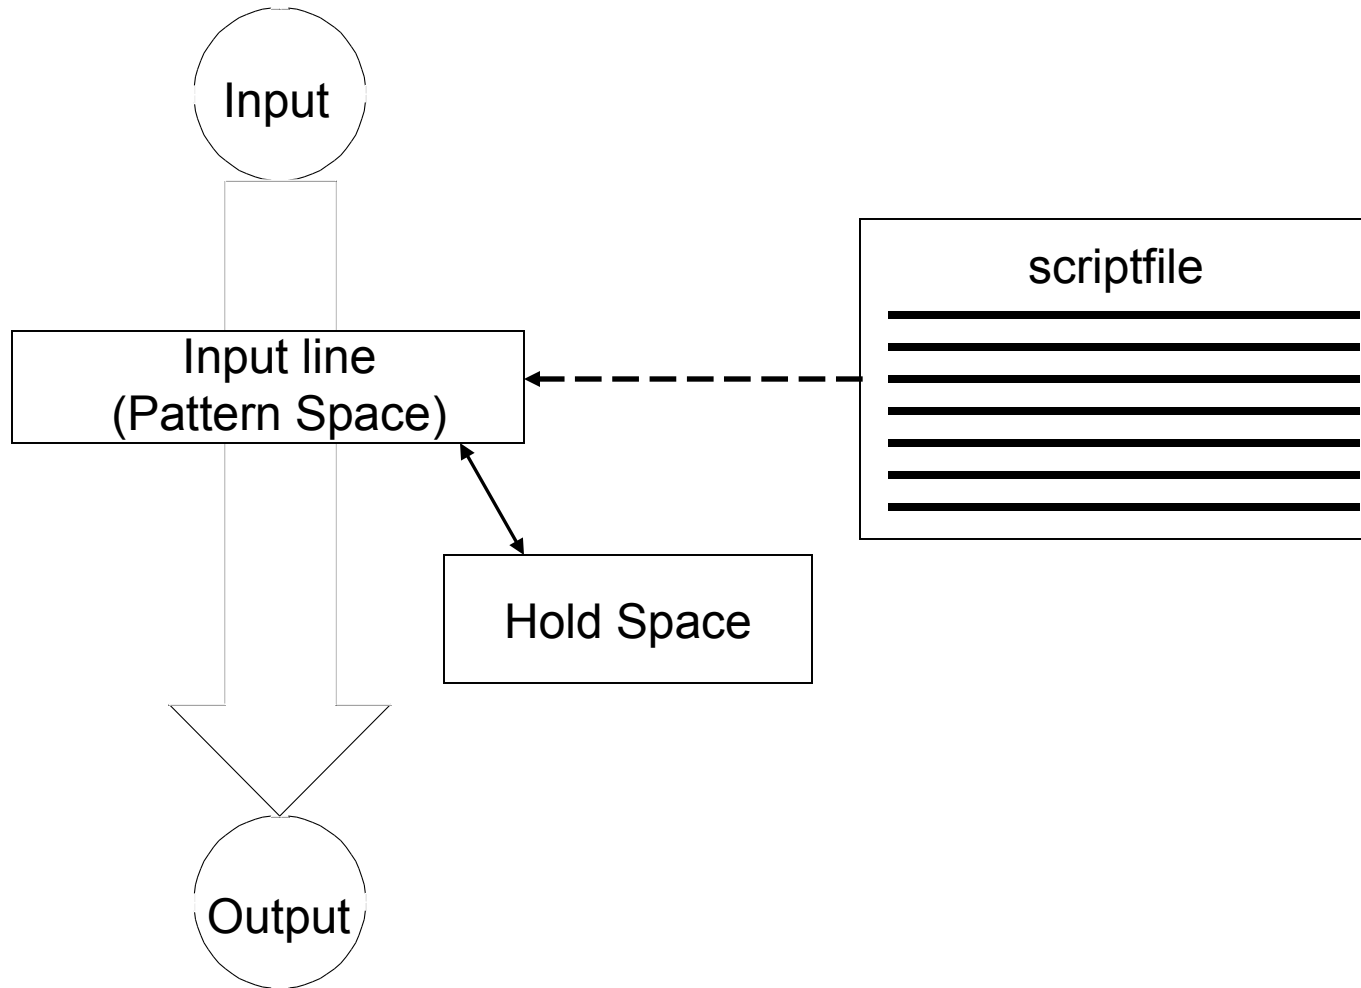 Input
scriptfile
Input line
(Pattern Space)
Hold Space
Output